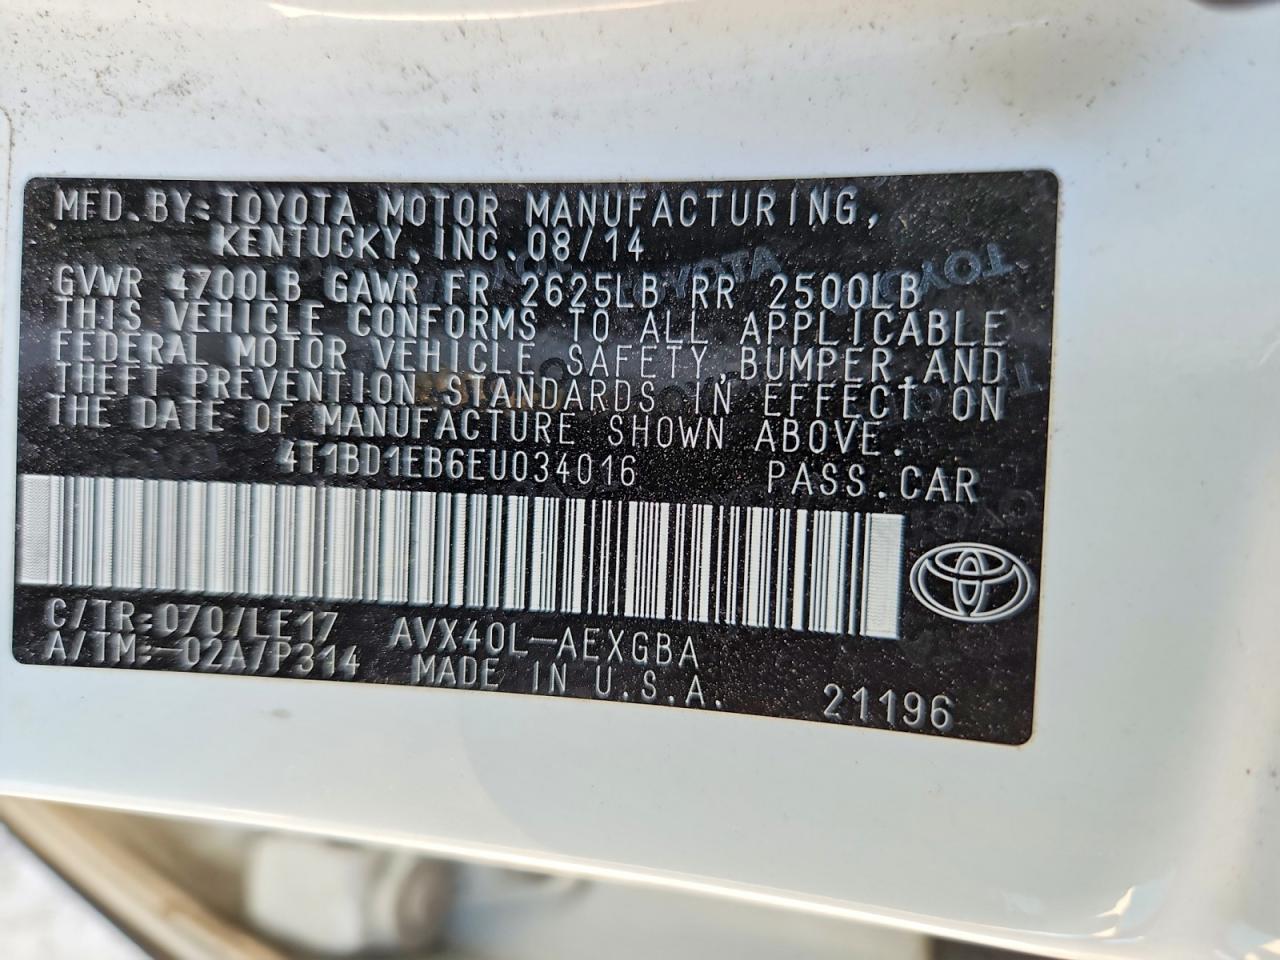 MFD. BY: TOYOTA MOTOR MANUFACTURING,
KENTUCKY, INC. 08/14
GVWR 4700LB GAWR FR 2625LB RR 2500LB
THIS VEHICLE CONFORMS TO ALL APPLICABLE
FEDERAL MOTOR VEHICLE SAFETY, BUMPER AND
THEFT PREVENTION STANDARDS IN EFFECT ON
THE DATE OF MANUFACTURE SHOWN ABOVE.
4T1BD1EB6EU034016 PASS. CAR
C/TR: 070/LE17 AVX40L-AEXGBA
A/TM: -02A/P314 MADE IN U.S.A. 21196